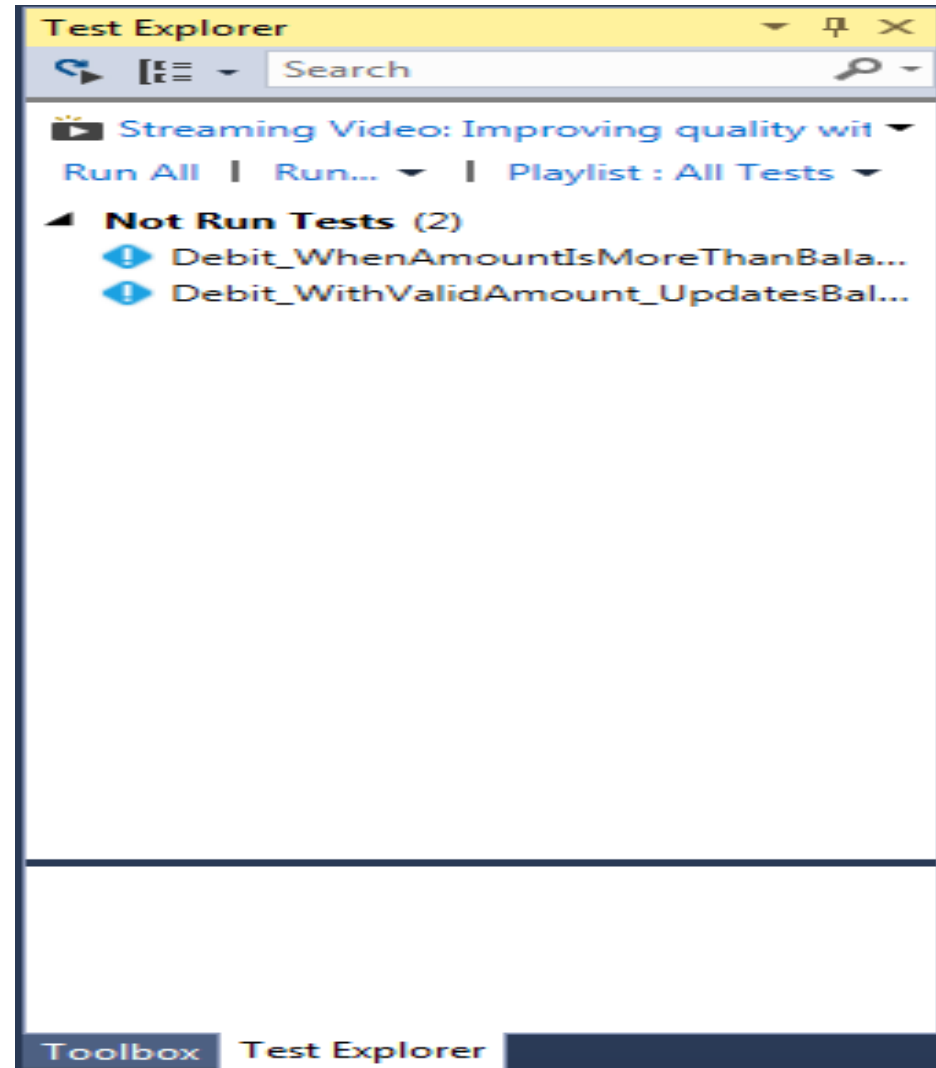 Test Explorer
Search
Streaming Video: Improving quality wit
Run All | Run... | Playlist : All Tests
Not Run Tests (2)
Debit_WhenAmountIsMoreThanBala...
Debit_WithValidAmount_UpdatesBal...
Toolbox Test Explorer